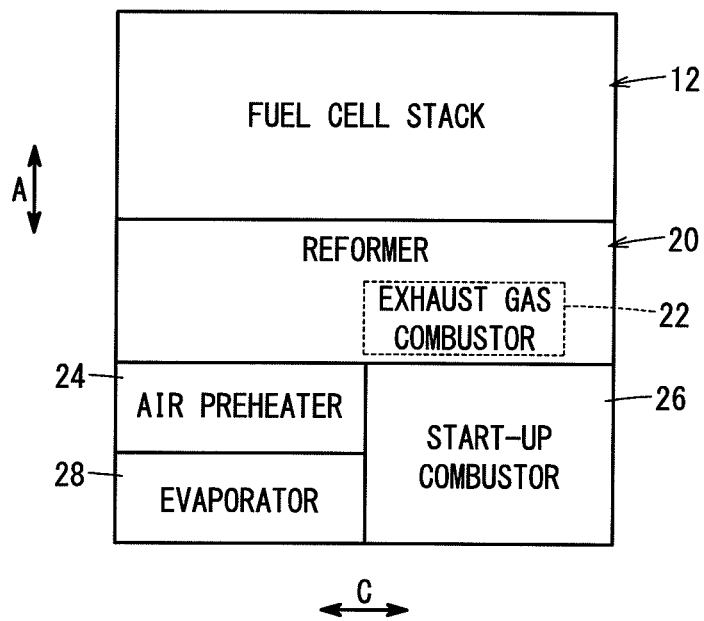 12
FUEL CELL STACK
A
20
REFORMER
EXHAUST GAS
COMBUSTOR
22
24
AIR PREHEATER
26
START-UP
COMBUSTOR
28
EVAPORATOR
C